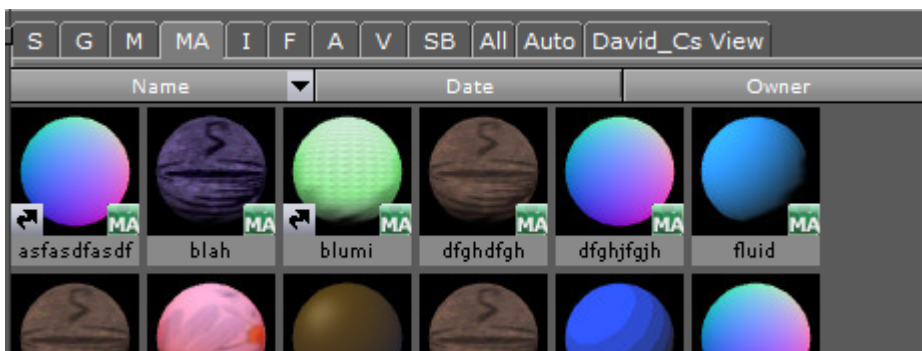 S G M MA I F A V SB All Auto David_Cs View
Name Date Owner
MA MA MA MA MA MA
asfasdfasdf blah blumi dfghdfgh dfghjfgjh fluid